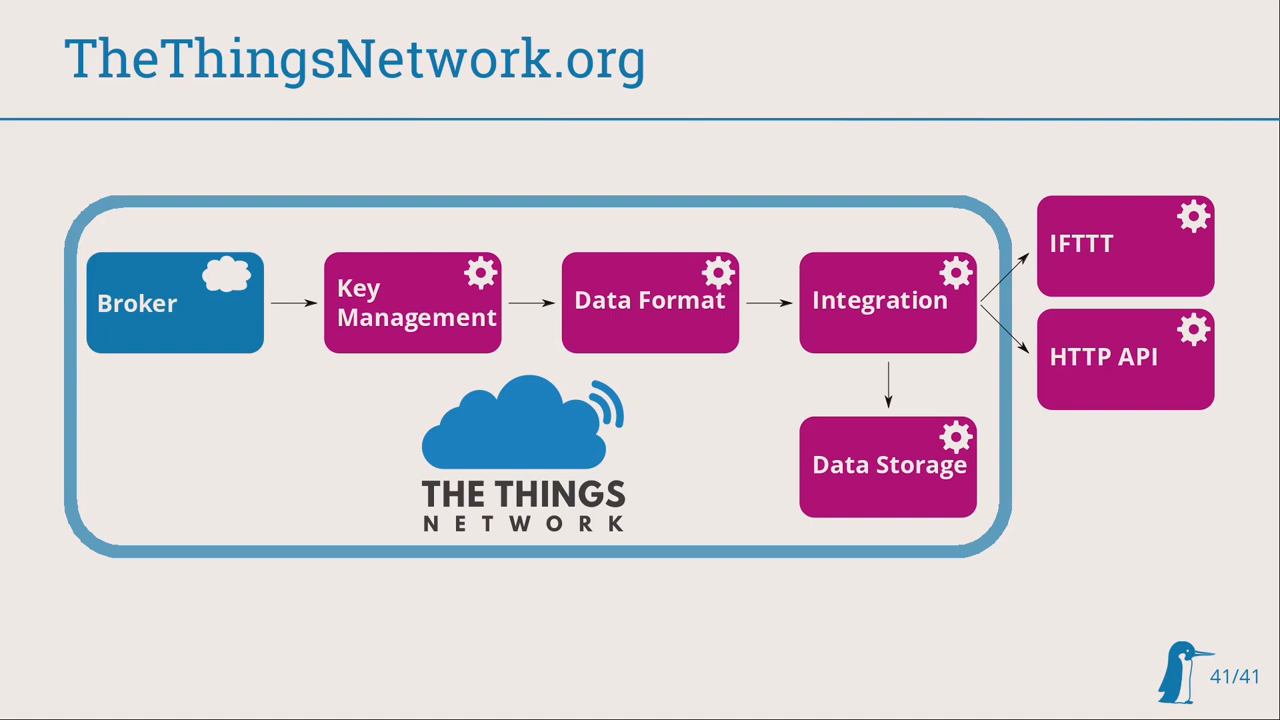 TheThingsNetwork.org
Broker
Key
Management
Data Format
Integration
IFTTT
HTTP API
Data Storage
THE THINGS
NETWORK
41/41